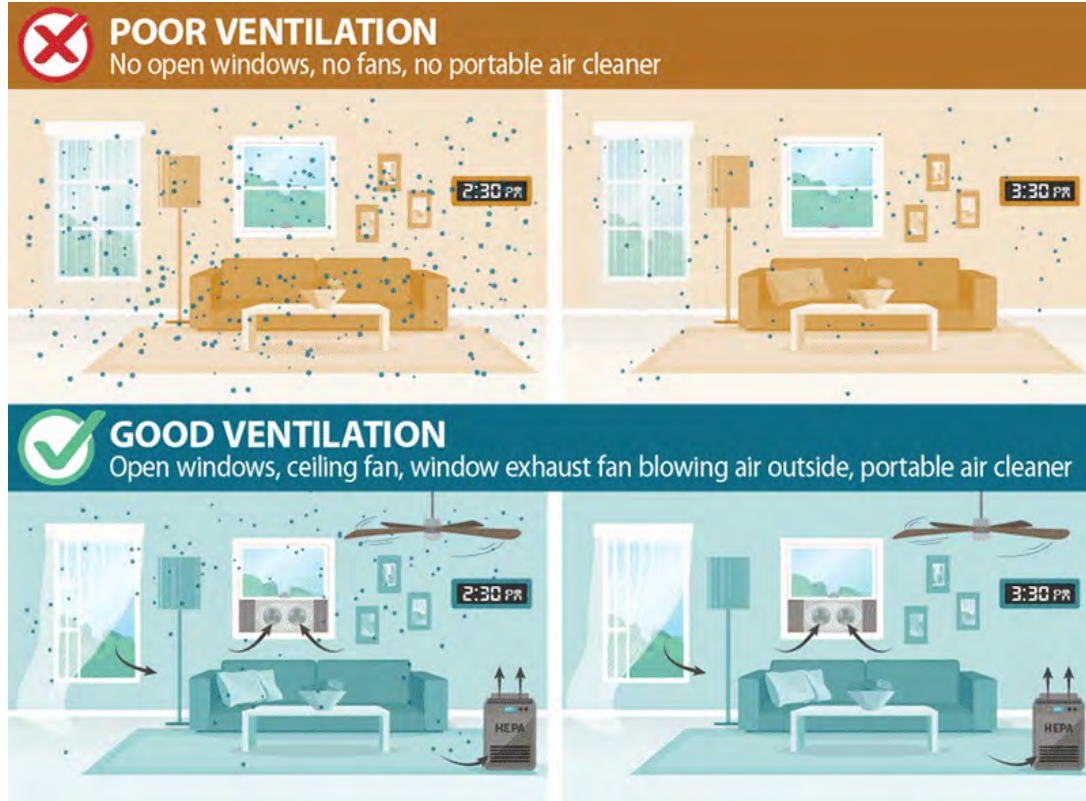 POOR VENTILATION
No open windows, no fans, no portable air cleaner
2:30 PM
3:30 PM
GOOD VENTILATION
Open windows, ceiling fan, window exhaust fan blowing air outside, portable air cleaner
2:30 PM
3:30 PM
HEPA
HEPA